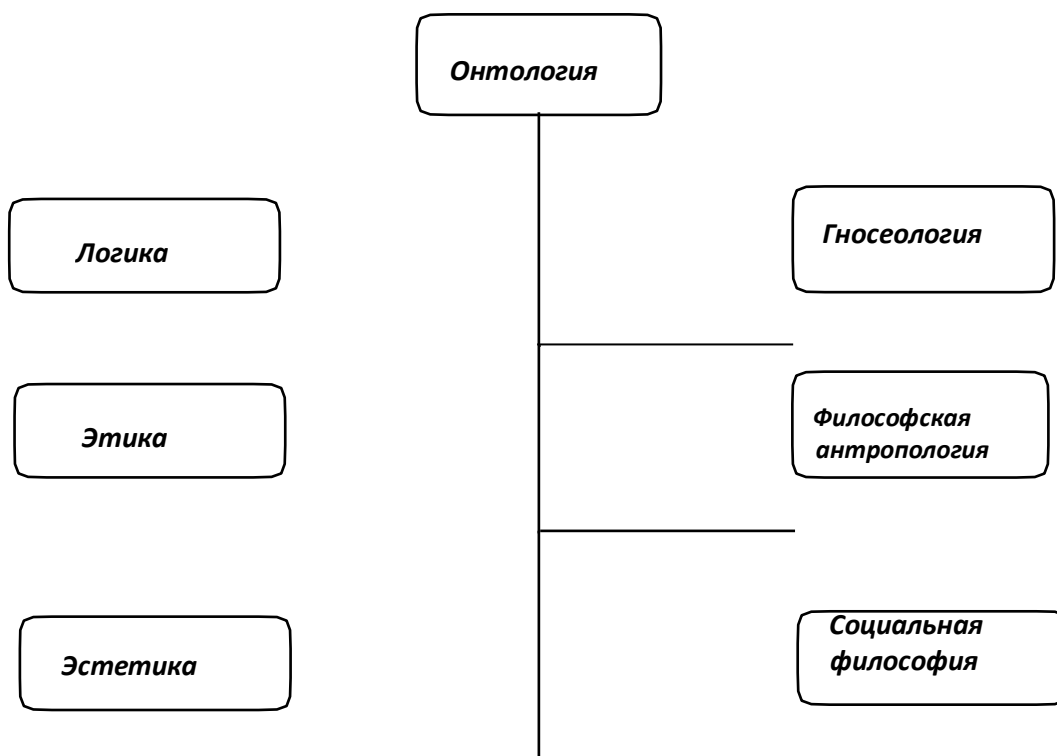 Онтология
Логика
Гносеология
Этика
Философская
антропология
Эстетика
Социальная
философия